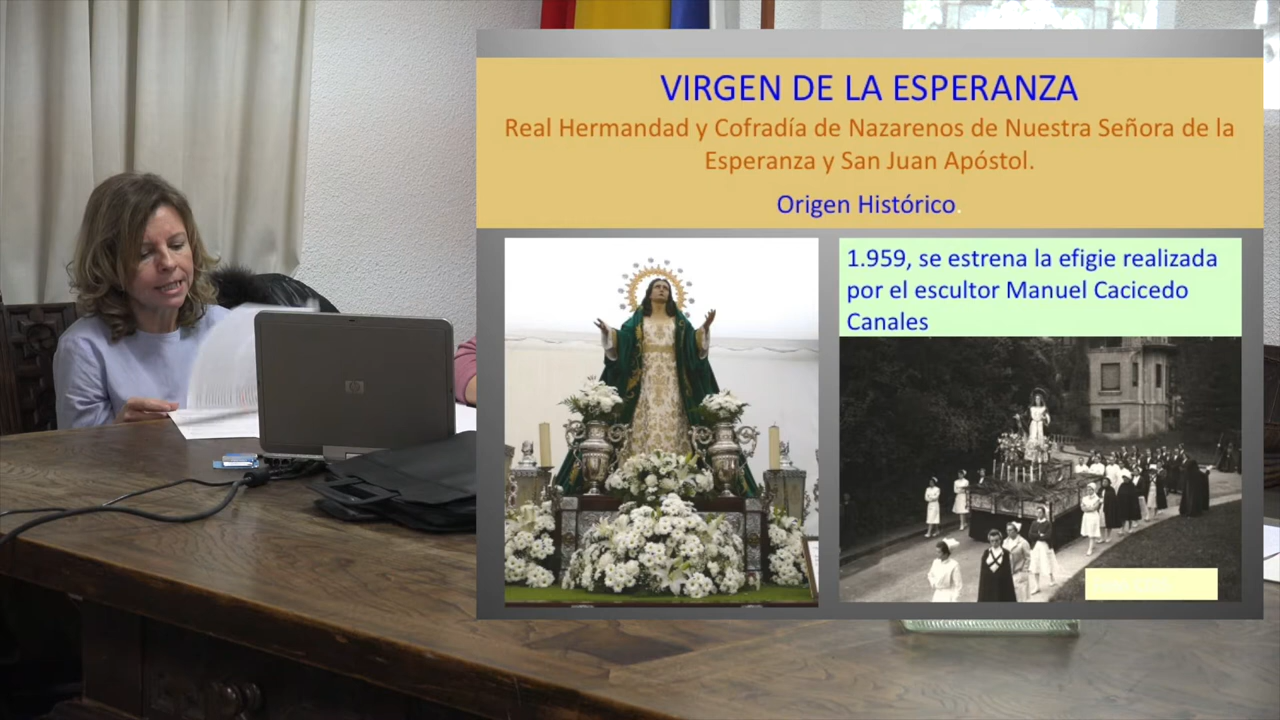 VIRGEN DE LA ESPERANZA
Real Hermandad y Cofradía de Nazarenos de Nuestra Señora de la
Esperanza y San Juan Apóstol.
Origen Histórico.
1.959, se estrena la efigie realizada
por el escultor Manuel Cacicedo
Canales
hp